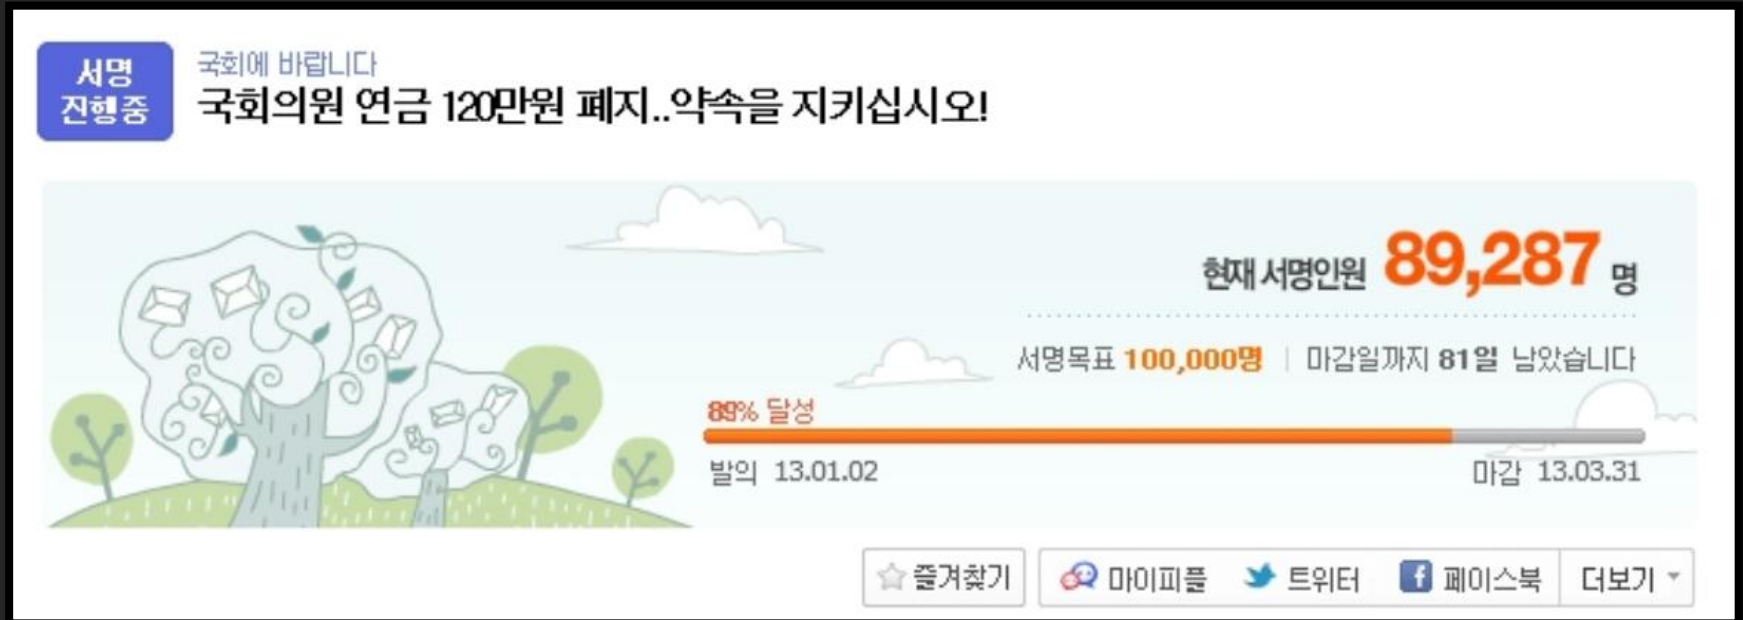 서명
진행중
국회에 바랍니다
국회의원 연금 120만원 폐지..약속을 지키십시오!
현재 서명인원 89,287 명
서명목표 100,000명 | 마감일까지 81일 남았습니다
89% 달성
발의 13.01.02 마감 13.03.31
즐겨찾기 마이피플 트위터 페이스북 더보기